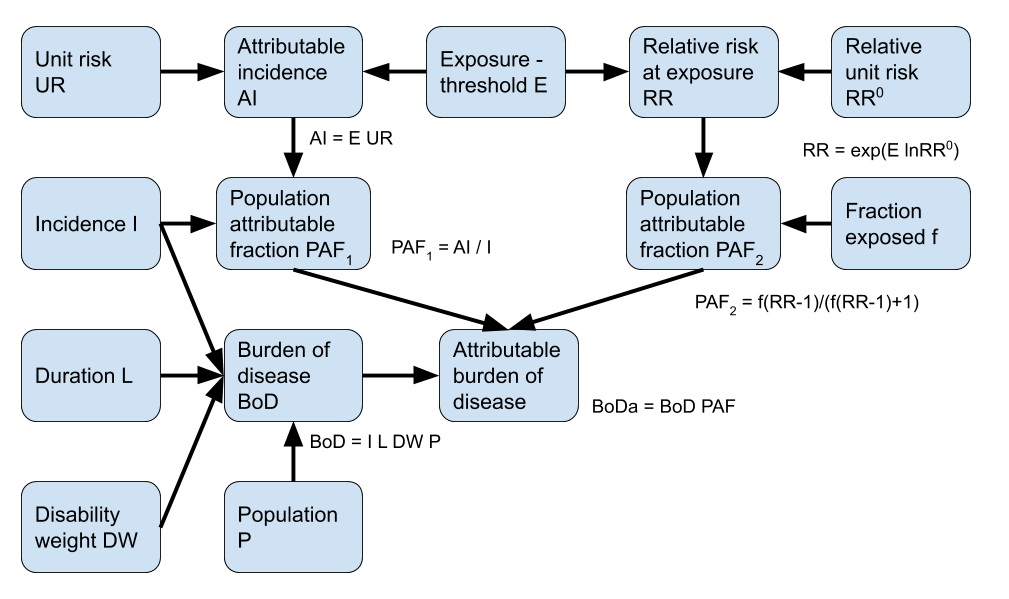 Unit risk
UR
Attributable
incidence
AI
Exposure -
threshold E
Relative risk
at exposure
RR
Relative
unit risk
RR⁰
AI = E UR
RR = exp(E lnRR⁰)
Incidence I
Population
attributable
fraction PAF₁
PAF₁ = AI / I
Population
attributable
fraction PAF₂
Fraction
exposed f
PAF₂ = f(RR-1)/(f(RR-1)+1)
Duration L
Burden of
disease
BoD
Attributable
burden of
disease
BoDa = BoD PAF
BoD = I L DW P
Disability
weight DW
Population
P